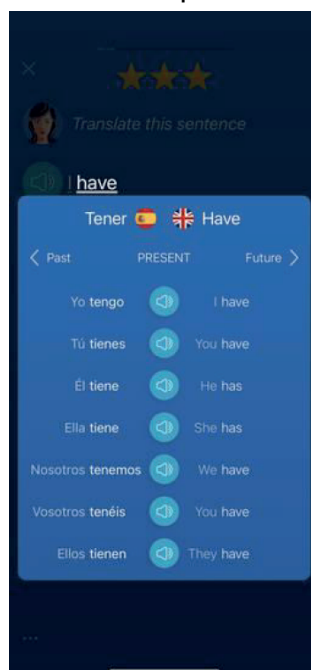 Translate this sentence
I have
Tener Have
Past PRESENT Future
Yo tengo I have
Tú tienes You have
Él tiene He has
Ella tiene She has
Nosotros tenemos We have
Vosotros tenéis You have
Ellos tienen They have
...